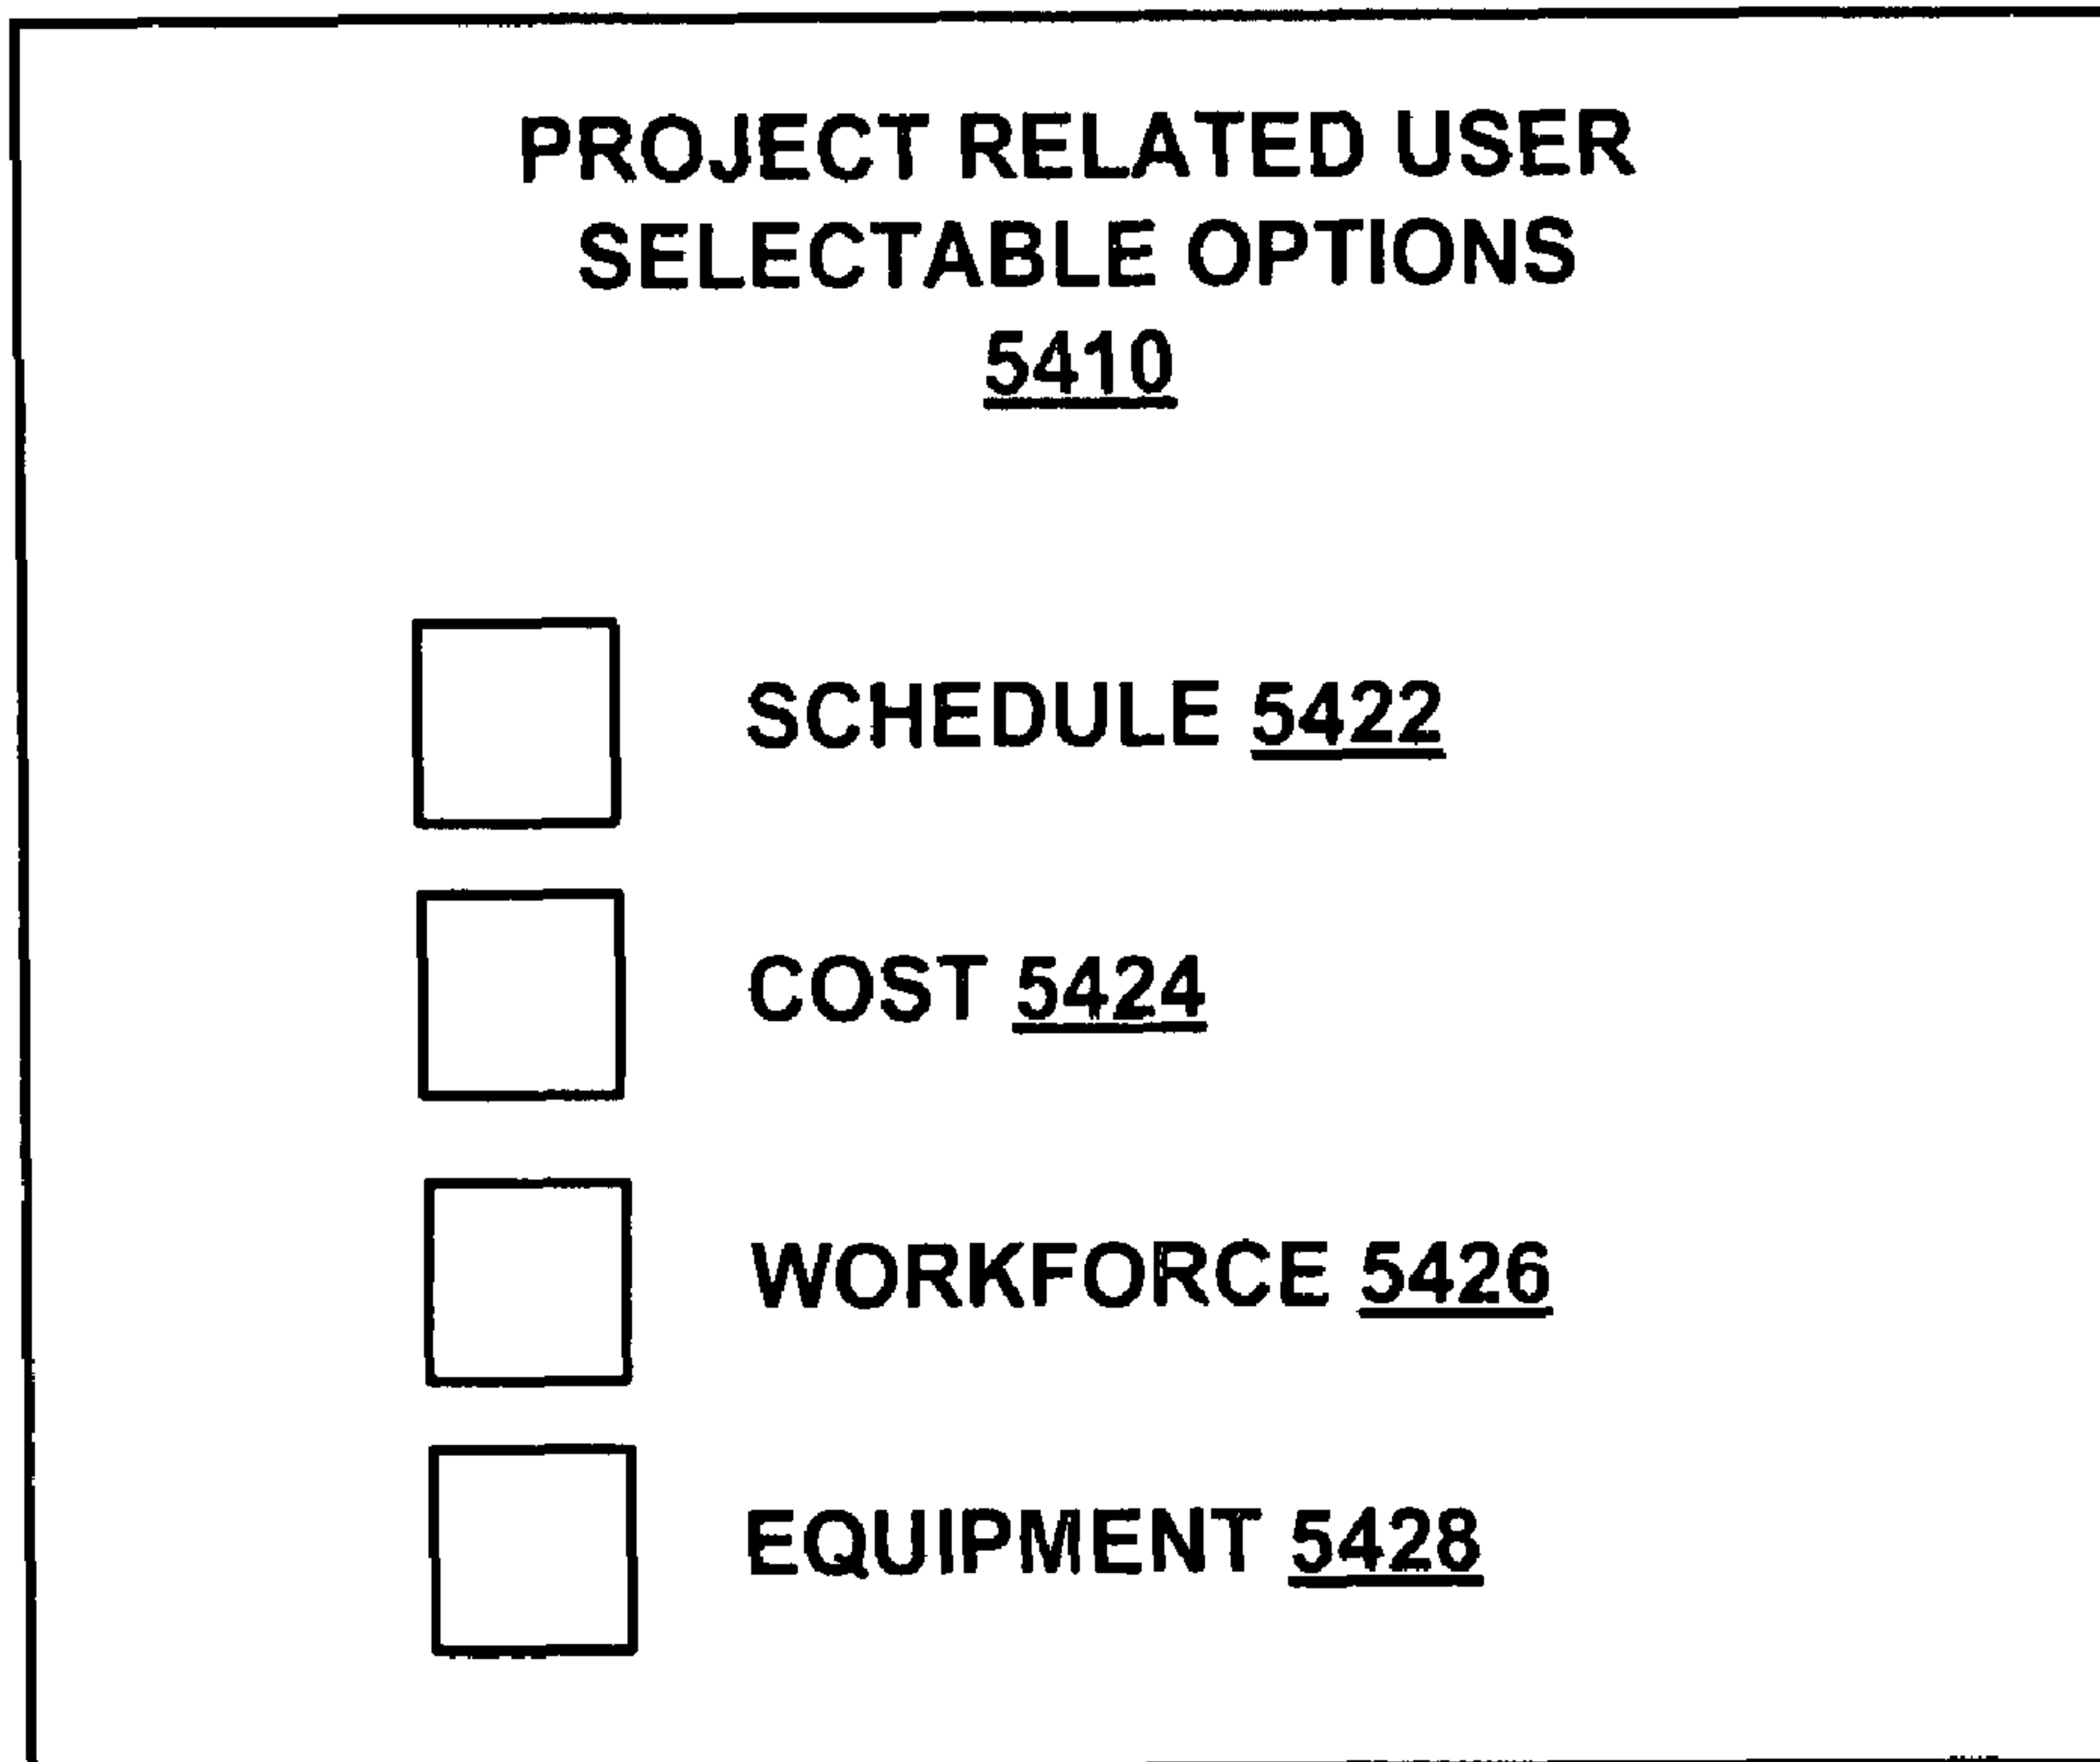 PROJECT RELATED USER
SELECTABLE OPTIONS
5410
SCHEDULE 5422
COST 5424
WORKFORCE 5426
EQUIPMENT 5428